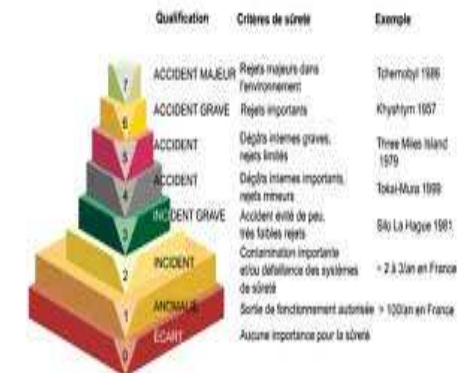 Qualification Critères de sûreté Exemple
7 ACCIDENT MAJEUR Rejets majeurs dans l'environnement Tchernobyl 1986
6 ACCIDENT GRAVE Rejets importants Khyshtym 1957
5 ACCIDENT Dégâts internes graves, rejets limités Three Miles Island 1979
4 ACCIDENT Dégâts internes importants, rejets mineurs Tokai-Mura 1999
3 INCIDENT GRAVE Accident évité de peu, très faibles rejets Silo La Hague 1981
2 INCIDENT Contamination importante et/ou défaillance des systèmes de sûreté 2 à 3/an en France
1 ANOMALIE Sortie de fonctionnement autorisée > 100/an en France
0 ECART Aucune importance pour la sûreté